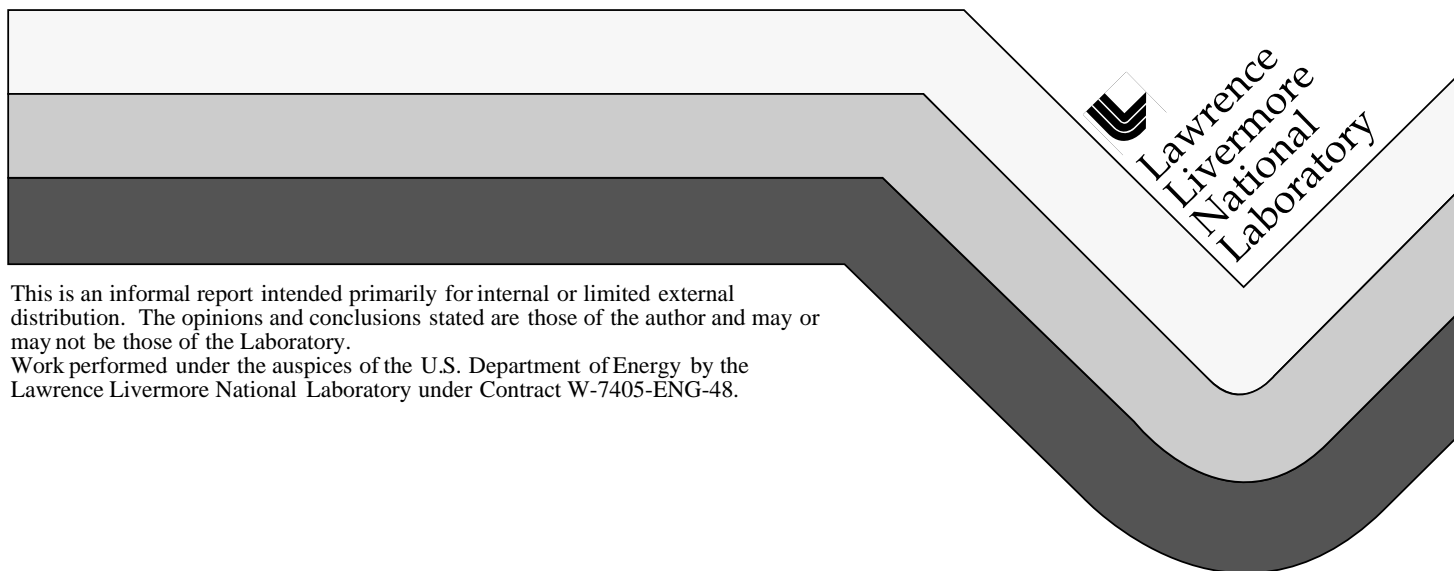 Lawrence
Livermore
National
Laboratory
This is an informal report intended primarily for internal or limited external
distribution. The opinions and conclusions stated are those of the author and may or
may not be those of the Laboratory.
Work performed under the auspices of the U.S. Department of Energy by the
Lawrence Livermore National Laboratory under Contract W-7405-ENG-48.